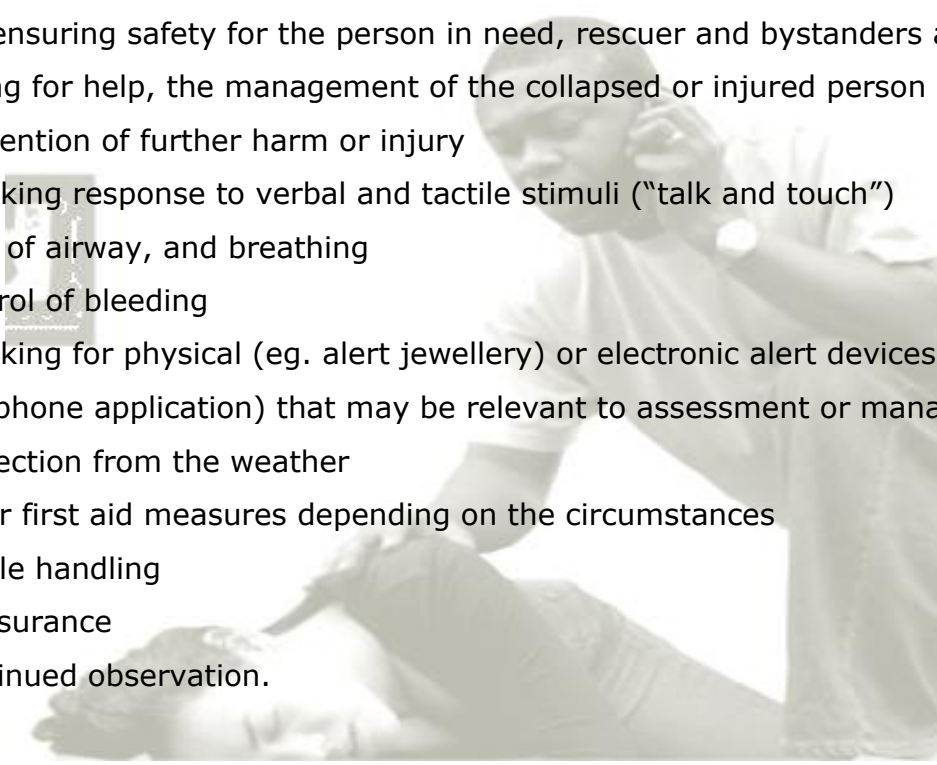 ensuring safety for the person in need, rescuer and bystanders a
ng for help, the management of the collapsed or injured person
ention of further harm or injury
king response to verbal and tactile stimuli (“talk and touch”)
of airway, and breathing
rol of bleeding
king for physical (eg. alert jewellery) or electronic alert devices
phone application) that may be relevant to assessment or mana
ection from the weather
r first aid measures depending on the circumstances
le handling
surance
inued observation.